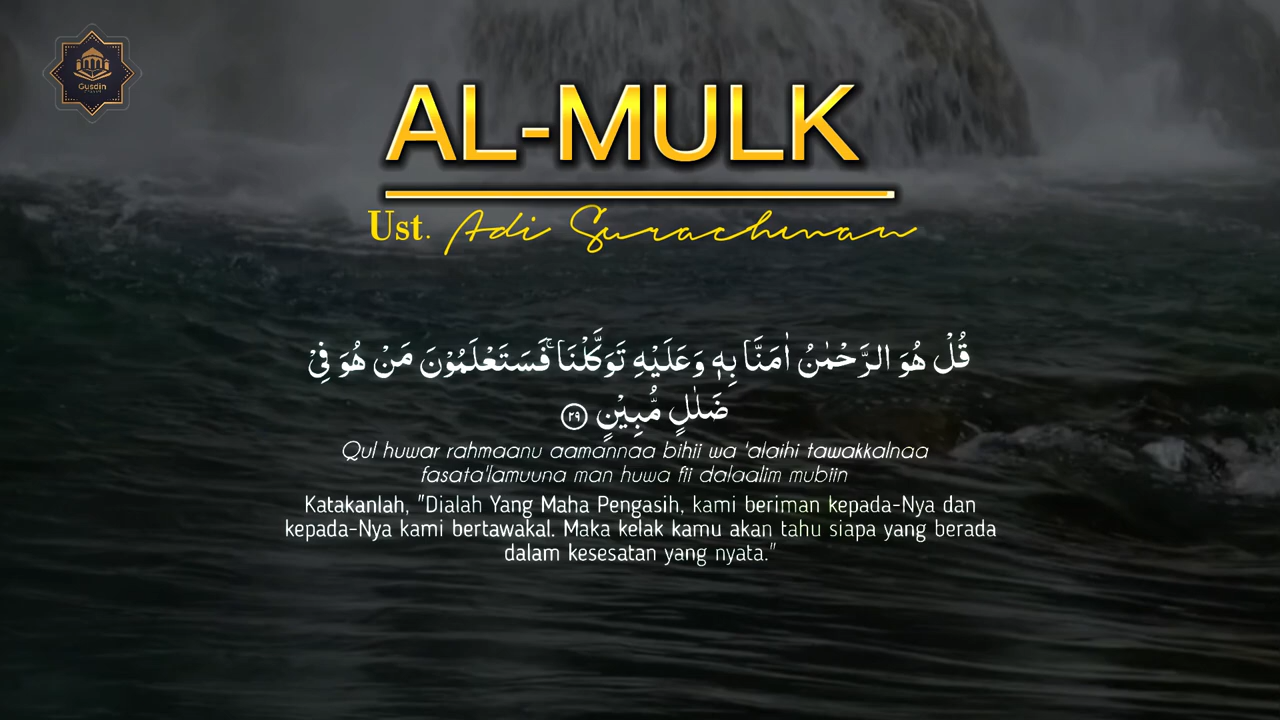 Gusdin
AL-MULK
Ust. Adi Surachman
قُلْ هُوَ الرَّحْمٰنُ اٰمَنَّا بِهٖ وَعَلَيْهِ تَوَكَّلْنَاۚ فَسَتَعْلَمُوْنَ مَنْ هُوَ فِيْ
ضَلٰلٍ مُّبِيْنٍ ٢٩
Qul huwar rahmaanu aamannaa bihii wa 'alaihi tawakkalnaa
fasata'lamuuna man huwa fii dalaalim mubiin
Katakanlah, "Dialah Yang Maha Pengasih, kami beriman kepada-Nya dan
kepada-Nya kami bertawakal. Maka kelak kamu akan tahu siapa yang berada
dalam kesesatan yang nyata."